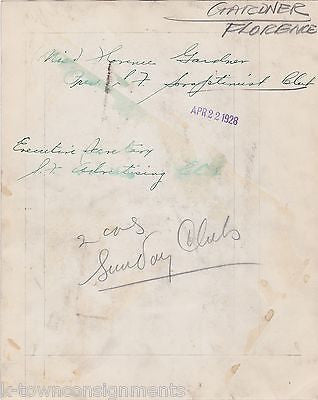 GARDNER
FLORENCE
Miss Florence Gardner
Pres. S.F. Soroptimist Club
APR 22 1928
Executive Secretary
S.F. Advertising Club
2 cols
Sunday Clubs
k-townconsignments